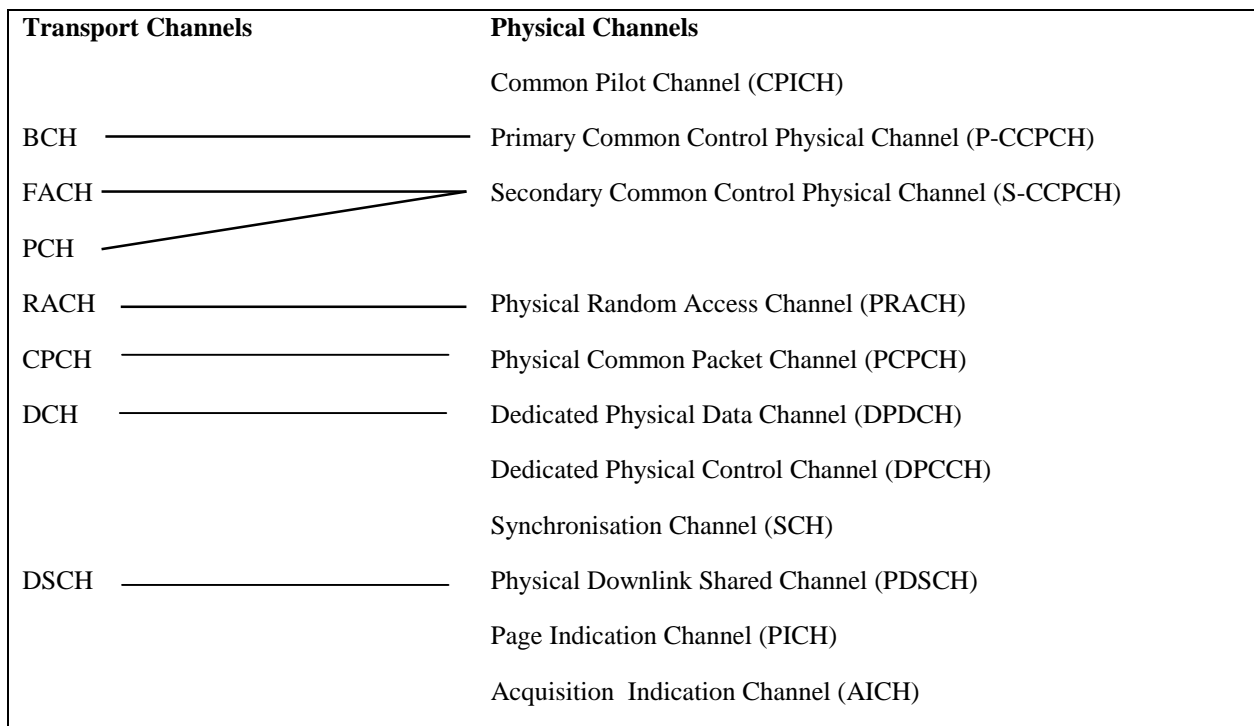 Transport Channels Physical Channels
Common Pilot Channel (CPICH)
BCH Primary Common Control Physical Channel (P-CCPCH)
FACH Secondary Common Control Physical Channel (S-CCPCH)
PCH
RACH Physical Random Access Channel (PRACH)
CPCH Physical Common Packet Channel (PCPCH)
DCH Dedicated Physical Data Channel (DPDCH)
Dedicated Physical Control Channel (DPCCH)
Synchronisation Channel (SCH)
DSCH Physical Downlink Shared Channel (PDSCH)
Page Indication Channel (PICH)
Acquisition Indication Channel (AICH)